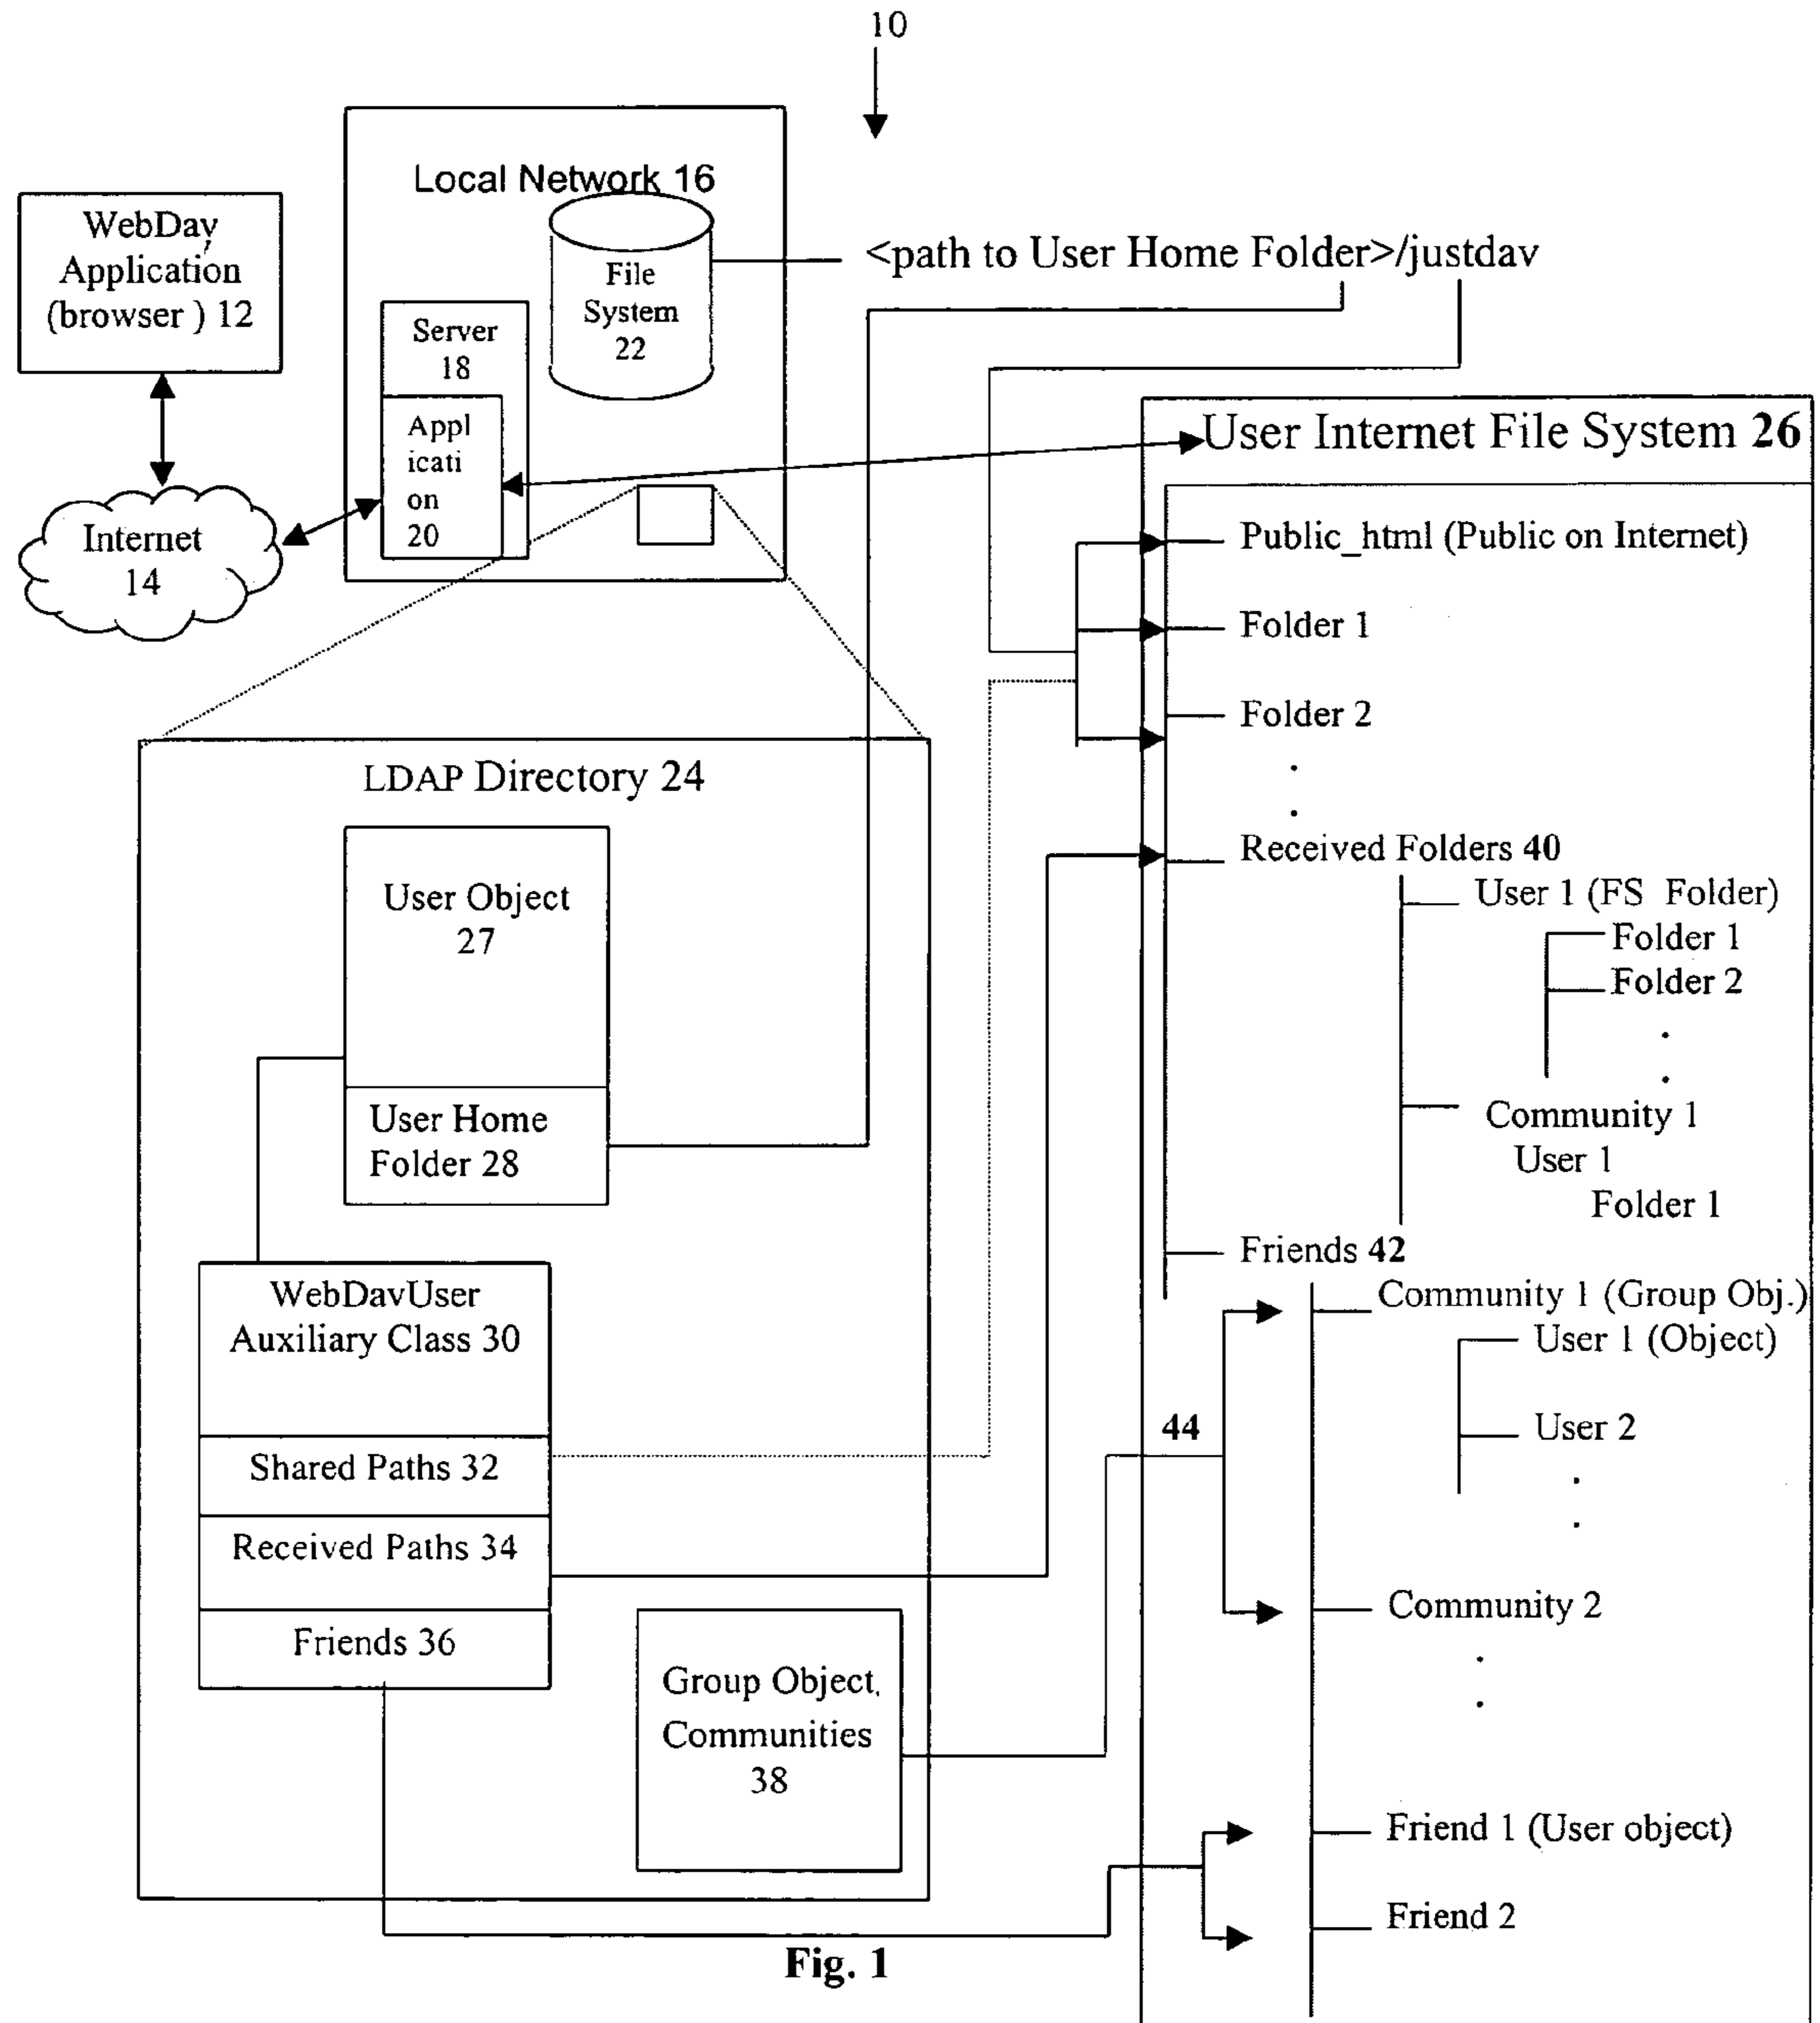 10
Local Network 16
WebDav
Application
(browser ) 12
File
System
22
<path to User Home Folder>/justdav
Server
18
Appl
icati
on
20
Internet
14
User Internet File System 26
Public_html (Public on Internet)
Folder 1
Folder 2
.
.
Received Folders 40
User 1 (FS Folder)
Folder 1
Folder 2
.
.
Community 1
User 1
Folder 1
Friends 42
Community 1 (Group Obj.)
User 1 (Object)
User 2
.
.
Community 2
.
.
Friend 1 (User object)
Friend 2
44
LDAP Directory 24
User Object
27
User Home
Folder 28
WebDavUser
Auxiliary Class 30
Shared Paths 32
Received Paths 34
Friends 36
Group Object,
Communities
38
Fig. 1